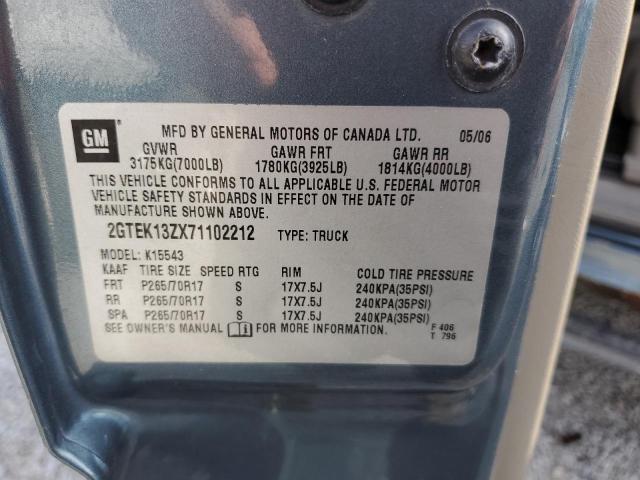 GM
MFD BY GENERAL MOTORS OF CANADA LTD. 05/06
GVWR GAWR FRT GAWR RR
3175KG(7000LB) 1780KG(3925LB) 1814KG(4000LB)
THIS VEHICLE CONFORMS TO ALL APPLICABLE U.S. FEDERAL MOTOR
VEHICLE SAFETY STANDARDS IN EFFECT ON THE DATE OF
MANUFACTURE SHOWN ABOVE.
2GTEK13ZX71102212 TYPE: TRUCK
MODEL: K15543
KAAF TIRE SIZE SPEED RTG RIM COLD TIRE PRESSURE
FRT P265/70R17 S 17X7.5J 240KPA(35PSI)
RR P265/70R17 S 17X7.5J 240KPA(35PSI)
SPA P265/70R17 S 17X7.5J 240KPA(35PSI)
SEE OWNER'S MANUAL FOR MORE INFORMATION. F 406
T 796